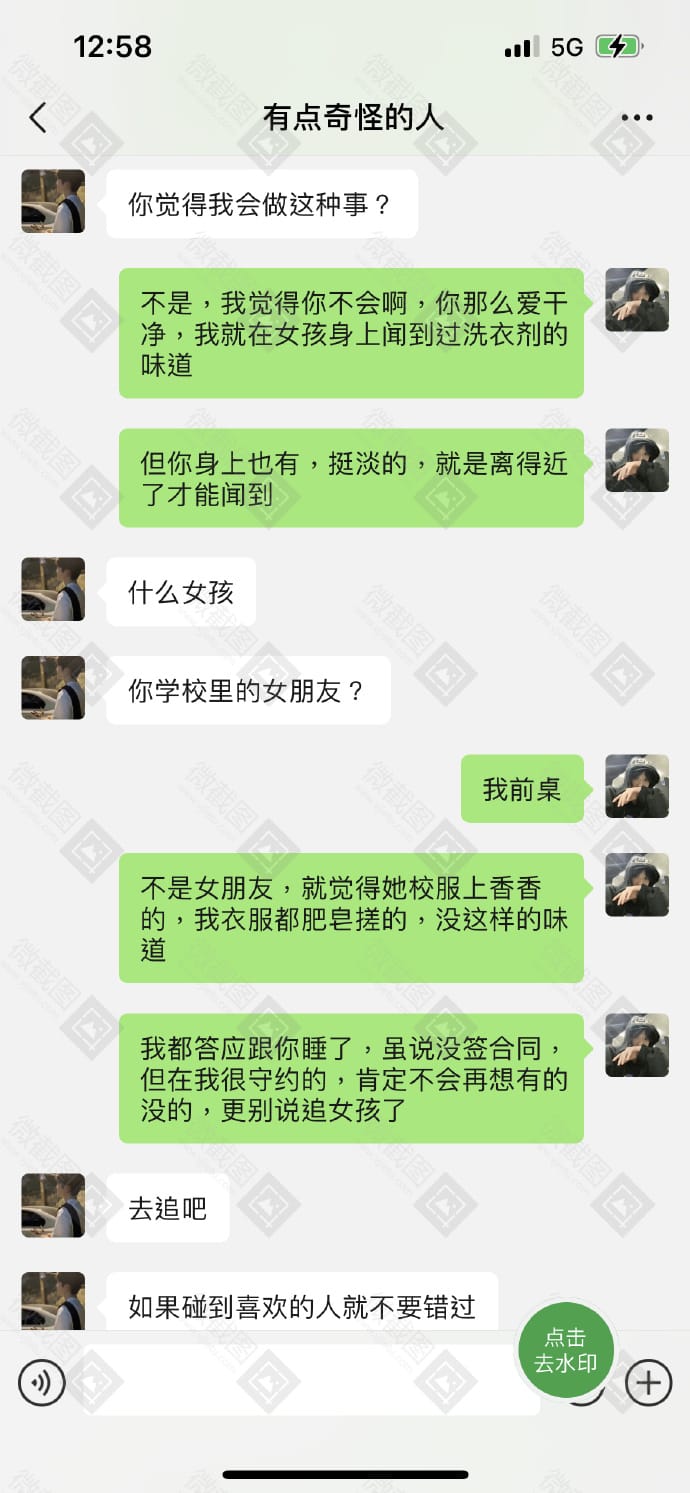 12:58
5G
有点奇怪的人
你觉得我会做这种事？
不是，我觉得你不会啊，你那么爱干
净，我就在女孩身上闻到过洗衣剂的
味道
但你身上也有，挺淡的，就是离得近
了才能闻到
什么女孩
你学校里的女朋友？
我前桌
不是女朋友，就觉得她校服上香香
的，我衣服都肥皂搓的，没这样的味
道
我都答应跟你睡了，虽说没签合同，
但在我很守约的，肯定不会再想有的
没的，更别说追女孩了
去追吧
如果碰到喜欢的人就不要错过
点击
去水印
微截图